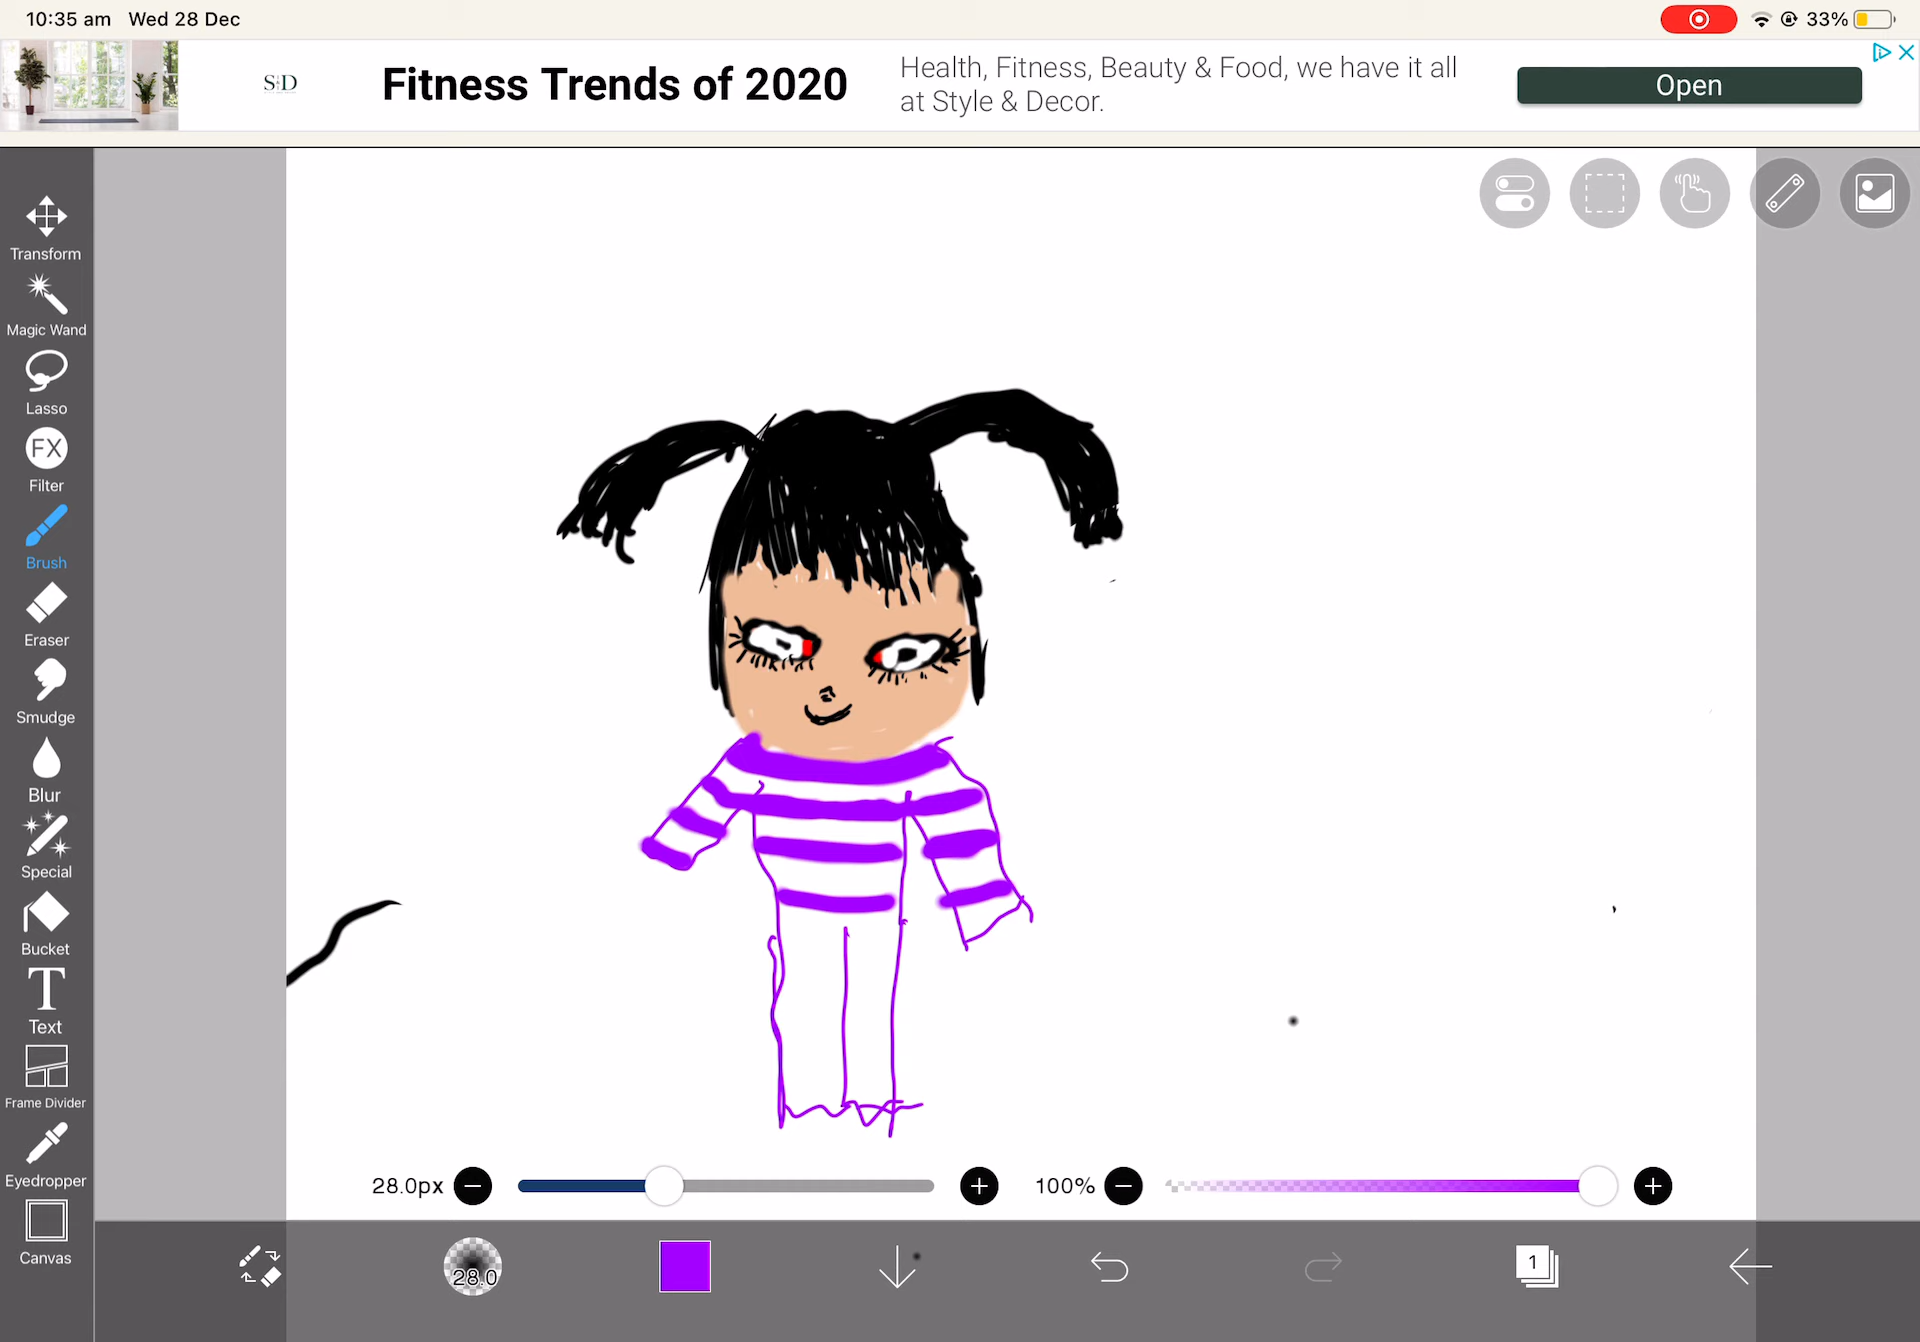 10:35 am Wed 28 Dec
33%
S&D
Fitness Trends of 2020
Health, Fitness, Beauty & Food, we have it all
at Style & Decor.
Open
Transform
Magic Wand
Lasso
FX
Filter
Brush
Eraser
Smudge
Blur
Special
Bucket
T
Text
Frame Divider
Eyedropper
Canvas
28.0px
100%
28.0
1